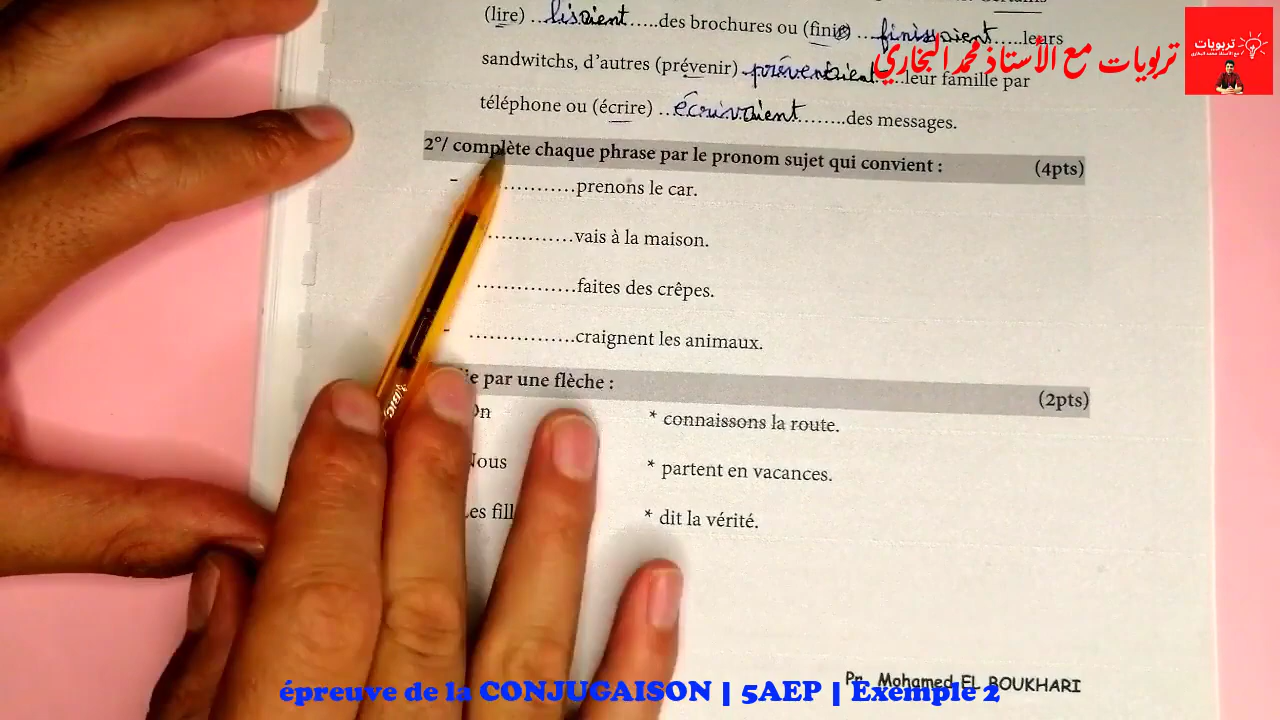 (lire) ...lisaient.....des brochures ou (finir) ...finissaient......leurs
تربويات مع الأستاذ محمد البخاري
تربويات
sandwitchs, d'autres (prévenir) .prévenaient.....leur famille par
téléphone ou (écrire) ...écrivaient........des messages.
2°/ complète chaque phrase par le pronom sujet qui convient : (4pts)
- .............prenons le car.
..............vais à la maison.
................faites des crêpes.
- .................craignent les animaux.
par une flèche : (2pts)
On * connaissons la route.
Nous * partent en vacances.
Les * dit la vérité.
Pr. Mohamed EL BOUKHARI
épreuve de la CONJUGAISON | 5AEP | Exemple 2